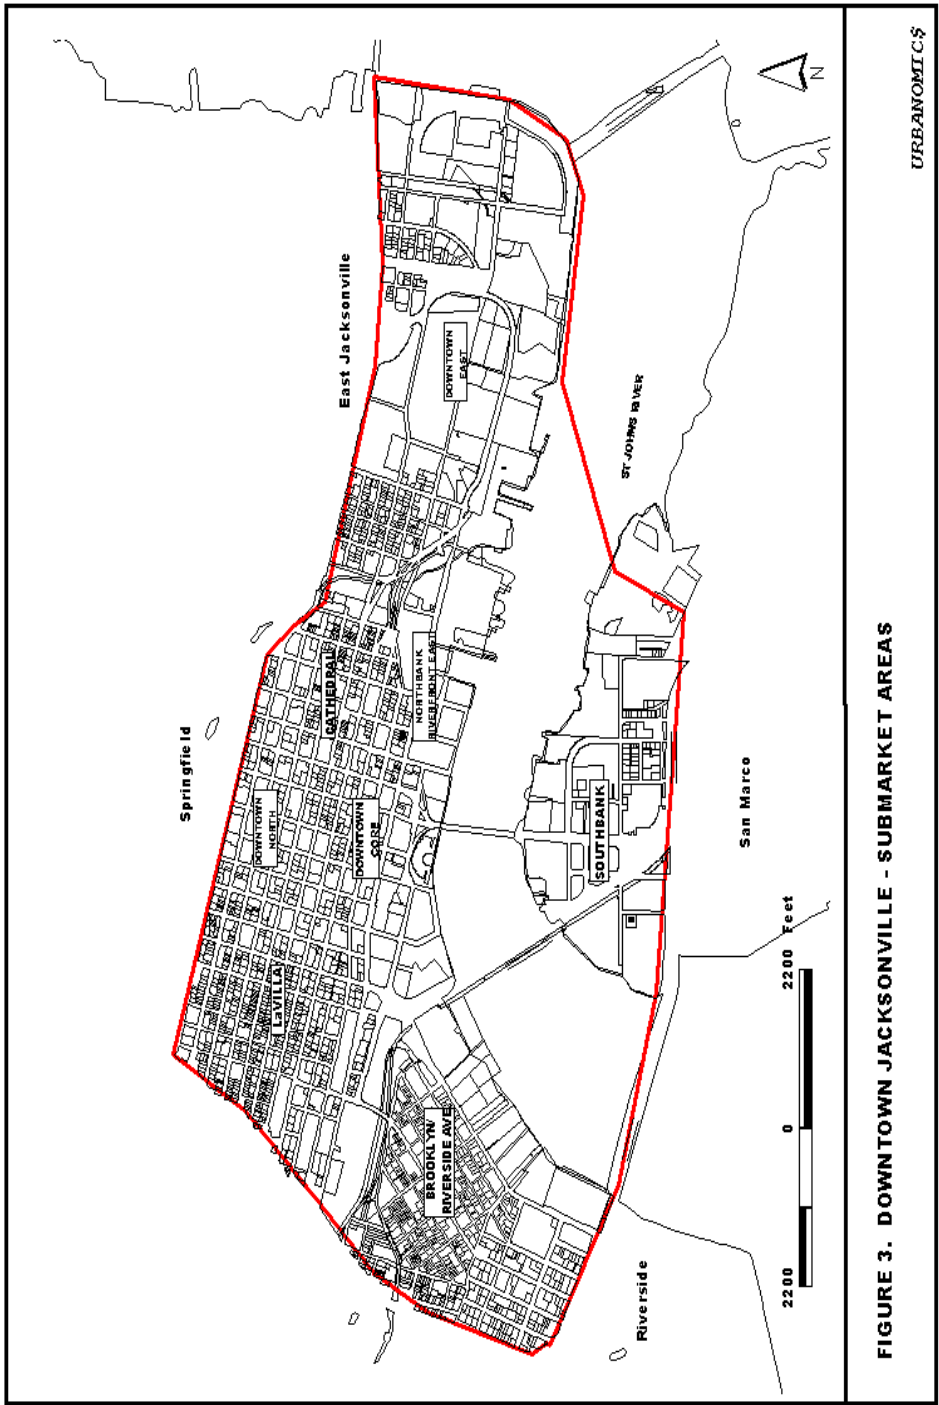 N
Springfield
East Jacksonville
DOWNTOWN
NORTH
CATHEDRAL
DOWNTOWN
EAST
LaVILLA
DOWNTOWN
CORE
NORTHBANK
RIVERFRONT EAST
BROOKLYN/
RIVERSIDE AVE
SOUTHBANK
ST JOHNS RIVER
Riverside
San Marco
2200 0 2200 Feet
FIGURE 3. DOWNTOWN JACKSONVILLE - SUBMARKET AREAS
URBANOMIC$